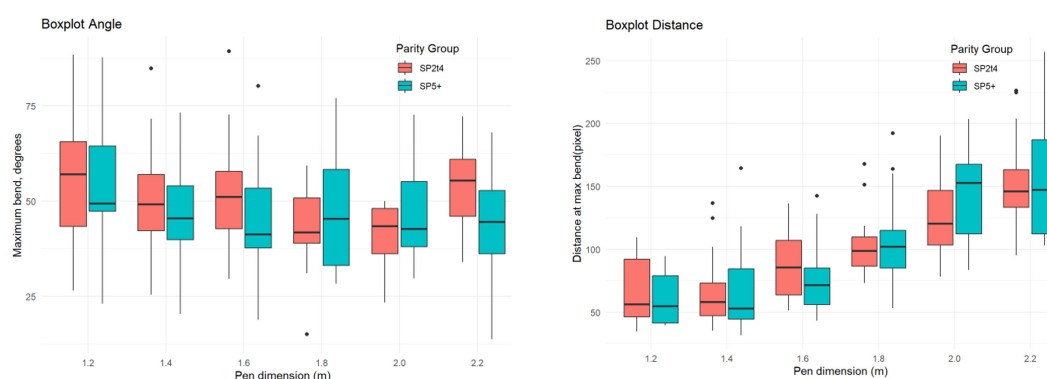 Boxplot Angle
Parity Group
SP2t4
SP5+
75
50
25
Maximum bend, degrees
1.2 1.4 1.6 1.8 2.0 2.2
Pen dimension (m)
Boxplot Distance
Parity Group
SP2t4
SP5+
250
200
150
100
50
Distance at max bend(pixel)
1.2 1.4 1.6 1.8 2.0 2.2
Pen dimension (m)